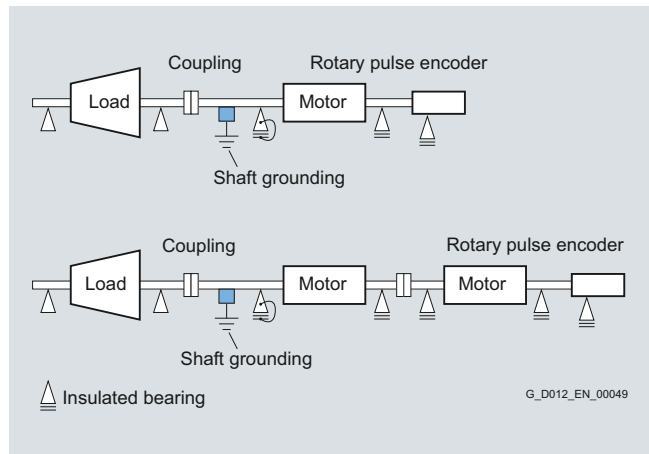 Coupling
Rotary pulse encoder
Load
Motor
Shaft grounding
Coupling
Rotary pulse encoder
Load
Motor
Motor
Shaft grounding
Insulated bearing
G_D012_EN_00049